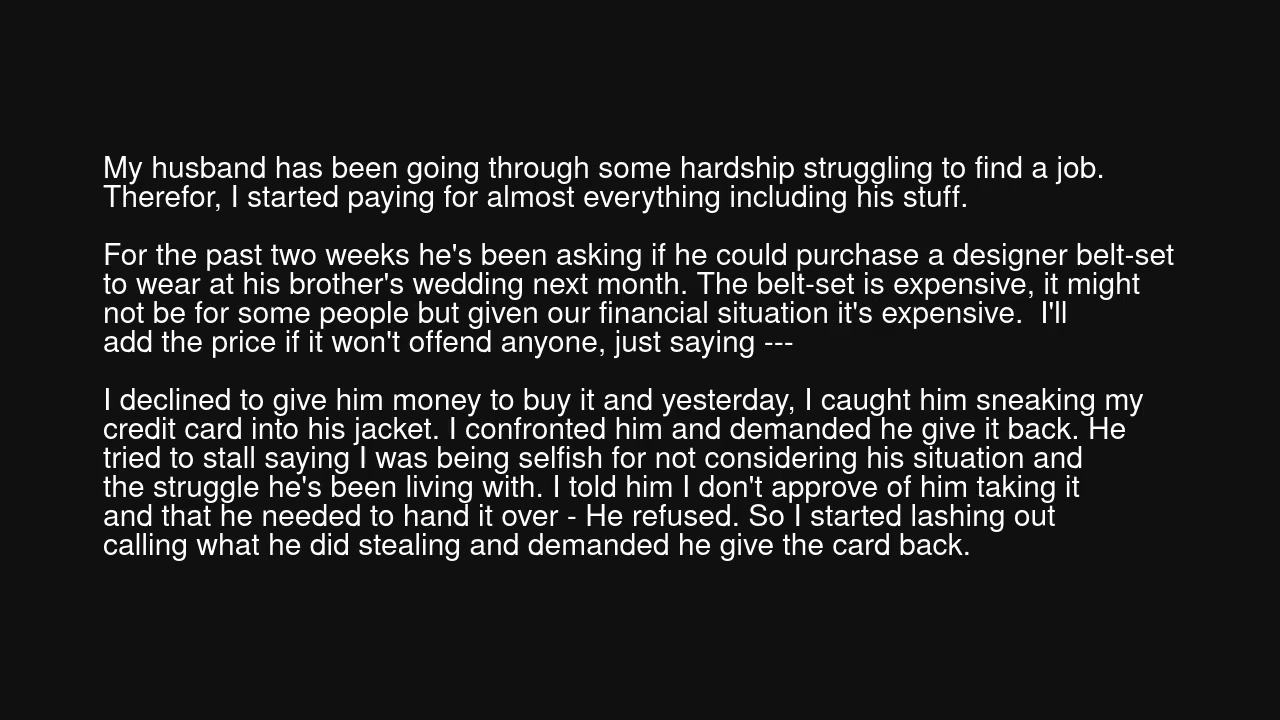 My husband has been going through some hardship struggling to find a job.
Therefor, I started paying for almost everything including his stuff.
For the past two weeks he's been asking if he could purchase a designer belt-set
to wear at his brother's wedding next month. The belt-set is expensive, it might
not be for some people but given our financial situation it's expensive.  I'll
add the price if it won't offend anyone, just saying ---
I declined to give him money to buy it and yesterday, I caught him sneaking my
credit card into his jacket. I confronted him and demanded he give it back. He
tried to stall saying I was being selfish for not considering his situation and
the struggle he's been living with. I told him I don't approve of him taking it
and that he needed to hand it over - He refused. So I started lashing out
calling what he did stealing and demanded he give the card back.